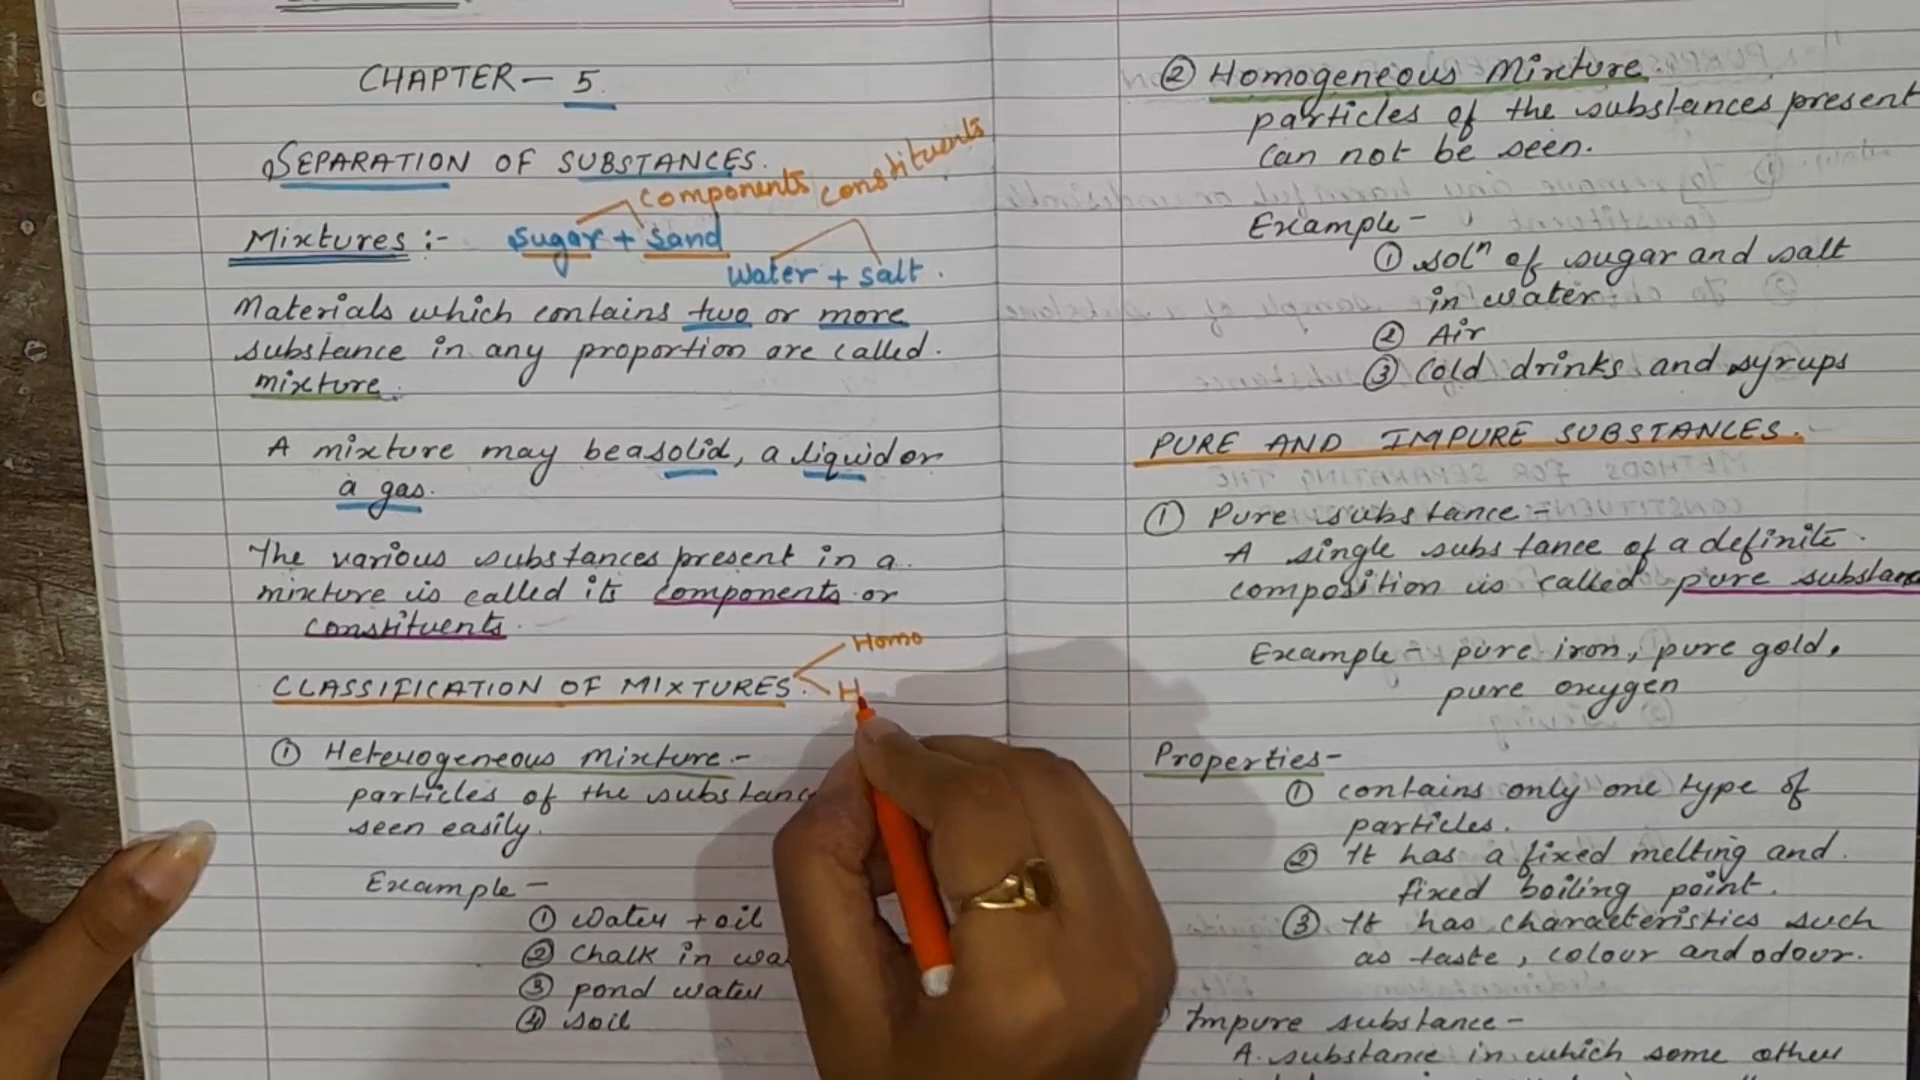 CHAPTER - 5.
SEPARATION OF SUBSTANCES.
components constituents
Mixtures :- Sugar + Sand
Water + Salt.
Materials which contains two or more
substance in any proportion are called.
mixture.
A mixture may be a solid, a liquid or
a gas.
The various substances present in a
mixture is called its components or
constituents.
Homo
CLASSIFICATION OF MIXTURES. H
① Heterogeneous Mixture.-
particles of the substance
seen easily.
Example -
① Water + oil
② Chalk in wa
③ pond water
④ soil
② Homogeneous Mixture.
particles of the substances present
can not be seen.
Example -
① solⁿ of sugar and salt
in water
② Air
③ Cold drinks and syrups
PURE AND IMPURE SUBSTANCES.
① Pure substance -
A single substance of a definite
composition is called pure substanc
Example - pure iron, pure gold,
pure oxygen
Properties-
① contains only one type of
particles.
② It has a fixed melting and
fixed boiling point.
③ It has characteristics such
as taste, colour and odour.
Impure substance -
A substance in which some other